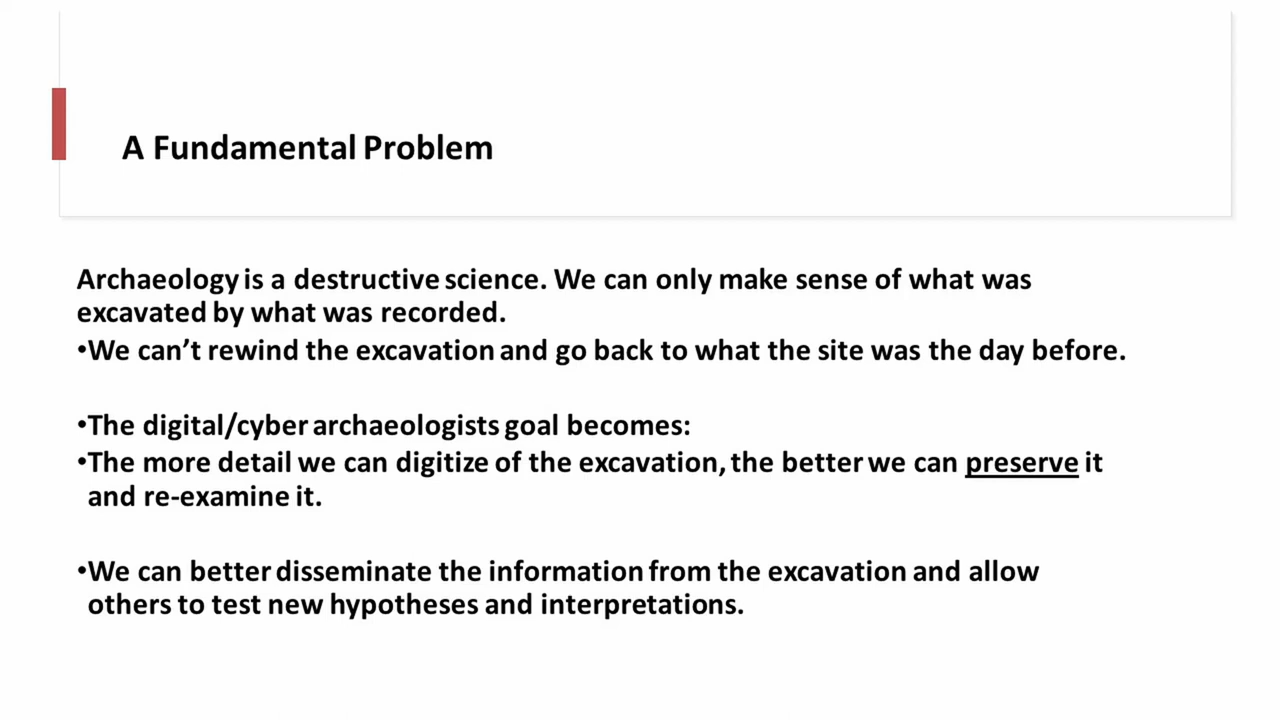 A Fundamental Problem
Archaeology is a destructive science. We can only make sense of what was
excavated by what was recorded.
•We can’t rewind the excavation and go back to what the site was the day before.
•The digital/cyber archaeologists goal becomes:
•The more detail we can digitize of the excavation, the better we can preserve it
and re-examine it.
•We can better disseminate the information from the excavation and allow
others to test new hypotheses and interpretations.